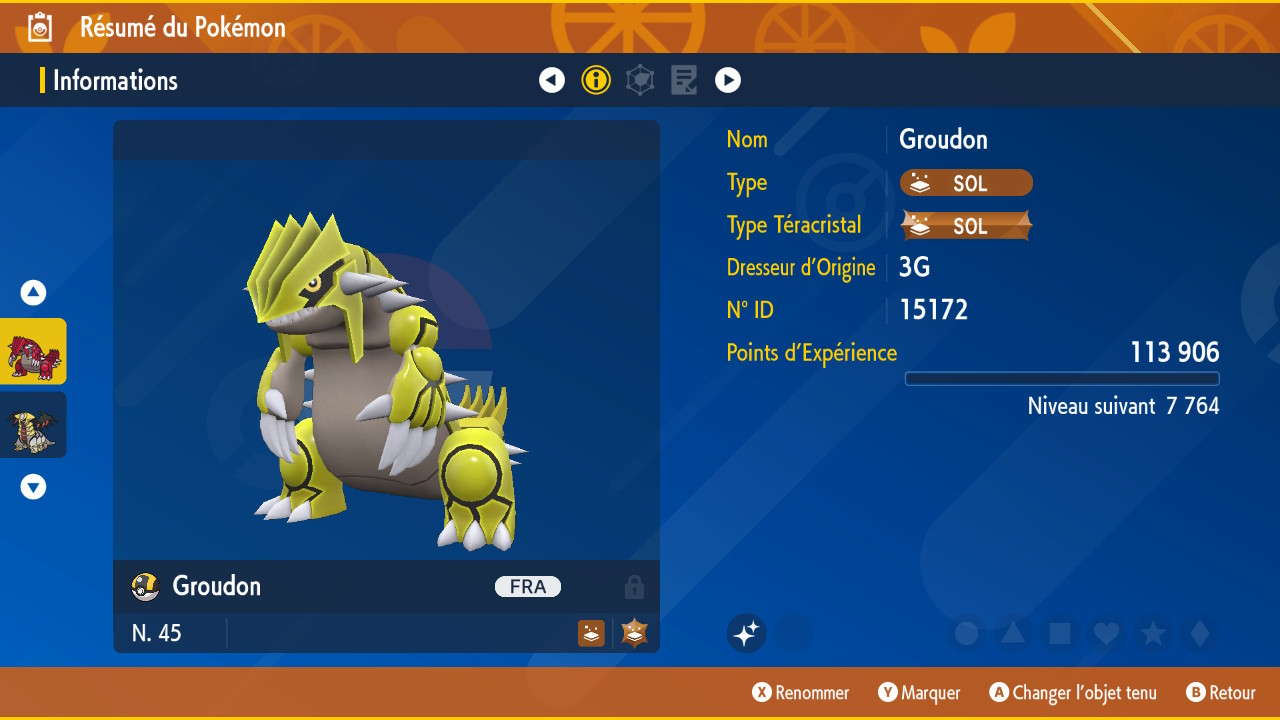 Résumé du Pokémon
Informations
Nom Groudon
Type SOL
Type Téracristal SOL
Dresseur d'Origine 3G
N° ID 15172
Points d'Expérience 113 906
Niveau suivant 7 764
Groudon FRA
N. 45
X Renommer Y Marquer A Changer l'objet tenu B Retour